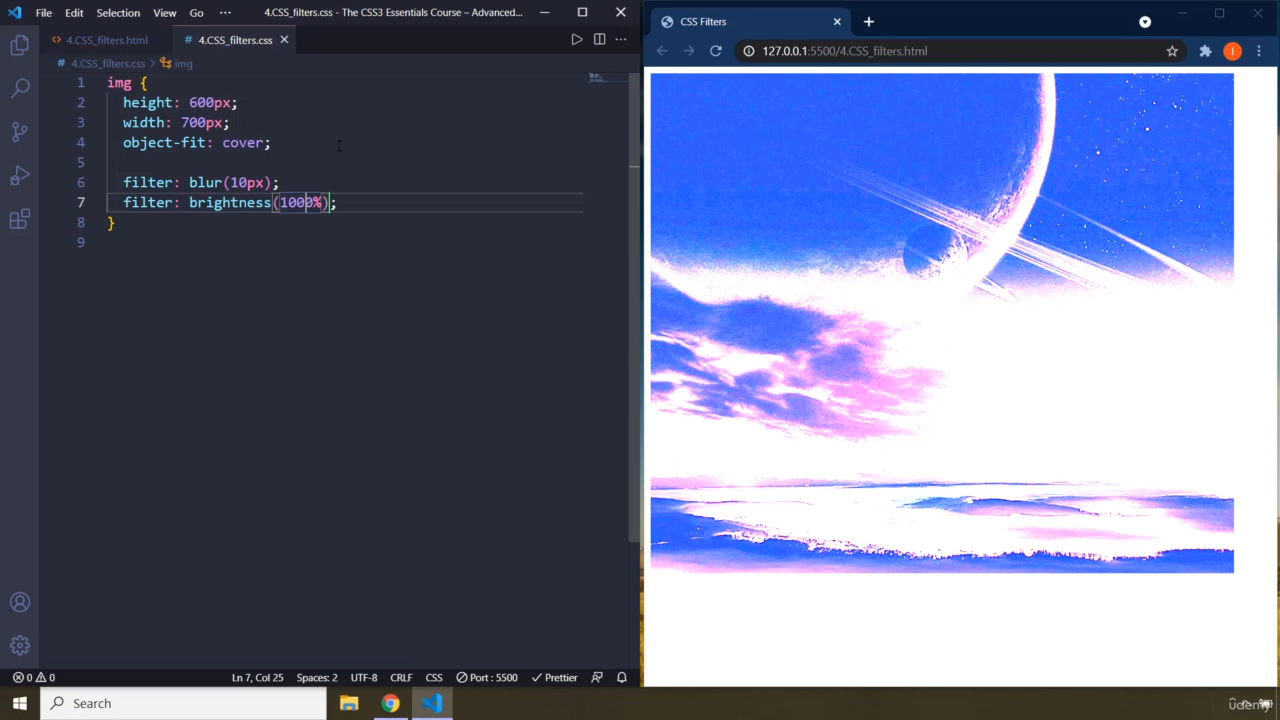 File Edit Selection View Go ··· 4.CSS_filters.css - The CSS3 Essentials Course – Advanced...
4.CSS_filters.html # 4.CSS_filters.css
# 4.CSS_filters.css > img
1 img {
2 height: 600px;
3 width: 700px;
4 object-fit: cover;
5
6 filter: blur(10px);
7 filter: brightness(1000%);
8 }
9
0 0 Ln 7, Col 25 Spaces: 2 UTF-8 CRLF CSS Port : 5500 Prettier
CSS Filters
127.0.0.1:5500/4.CSS_filters.html
I
Search
ûdemy